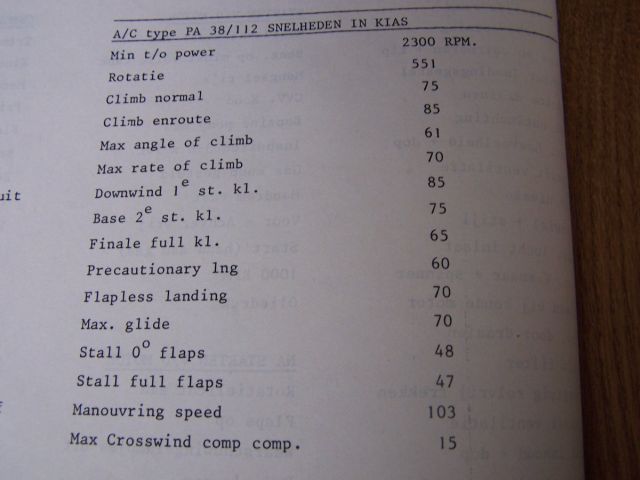 A/C type PA 38/112 SNELHEDEN IN KIAS
Min t/o power 2300 RPM.
Rotatie 551
Climb normal 75
Climb enroute 85
Max angle of climb 61
Max rate of climb 70
Downwind 1e st. kl. 85
Base 2e st. kl. 75
Finale full kl. 65
Precautionary lng 60
Flapless landing 70
Max. glide 70
Stall 0o flaps 48
Stall full flaps 47
Manouvring speed 103
Max Crosswind comp comp. 15
uit